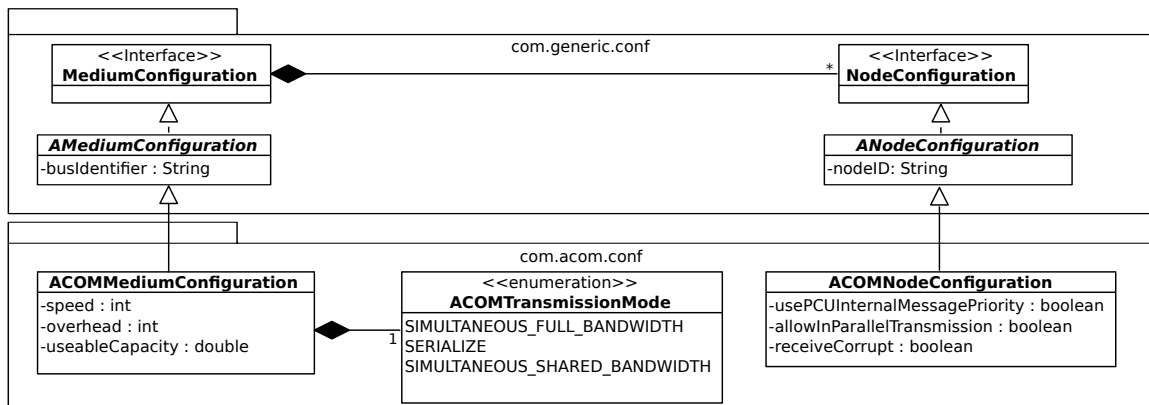 com.generic.conf
<<Interface>>
MediumConfiguration
*
<<Interface>>
NodeConfiguration
AMediumConfiguration
-busIdentifier : String
ANodeConfiguration
-nodeID: String
com.acom.conf
ACOMMediumConfiguration
-speed : int
-overhead : int
-useableCapacity : double
1
<<enumeration>>
ACOMTransmissionMode
SIMULTANEOUS_FULL_BANDWIDTH
SERIALIZE
SIMULTANEOUS_SHARED_BANDWIDTH
ACOMNodeConfiguration
-usePCUInternalMessagePriority : boolean
-allowInParallelTransmission : boolean
-receiveCorrupt : boolean